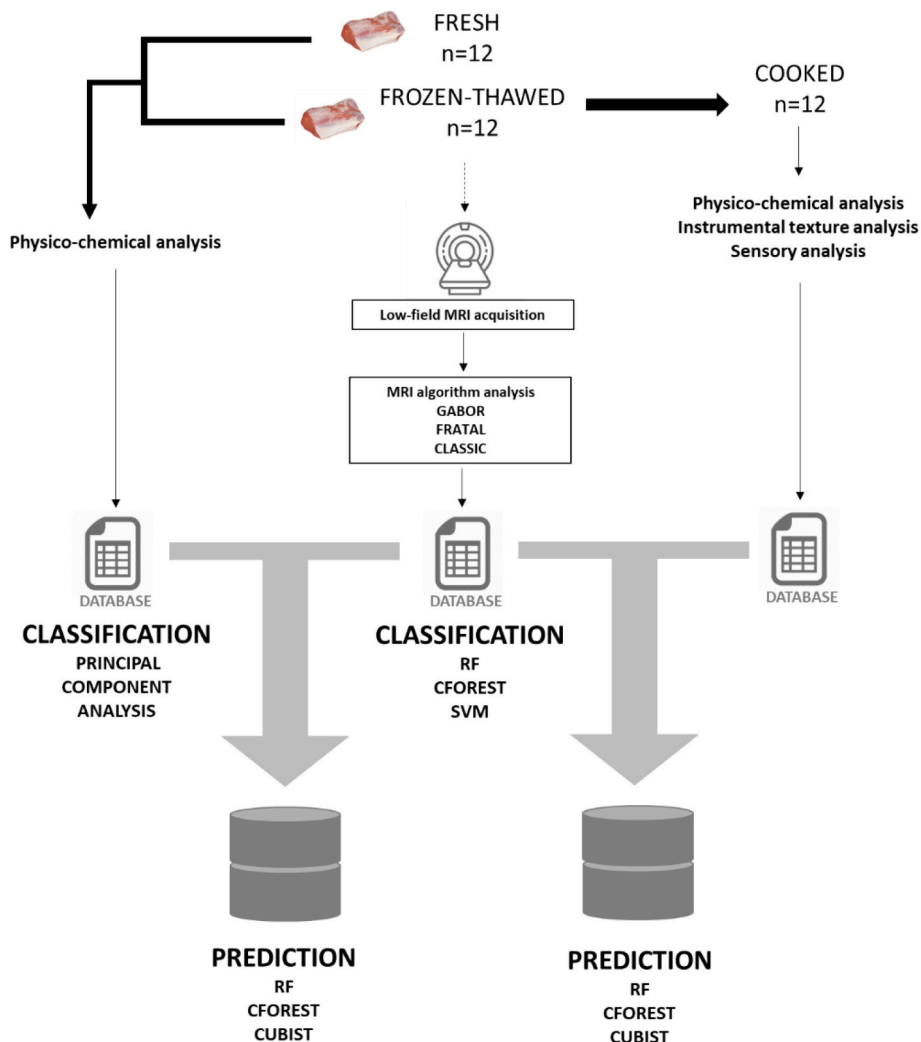 FRESH
n=12
FROZEN-THAWED
n=12
COOKED
n=12
Physico-chemical analysis
Physico-chemical analysis
Instrumental texture analysis
Sensory analysis
Low-field MRI acquisition
MRI algorithm analysis
GABOR
FRATAL
CLASSIC
DATABASE
DATABASE
DATABASE
CLASSIFICATION
PRINCIPAL
COMPONENT
ANALYSIS
CLASSIFICATION
RF
CFOREST
SVM
PREDICTION
RF
CFOREST
CUBIST
PREDICTION
RF
CFOREST
CUBIST